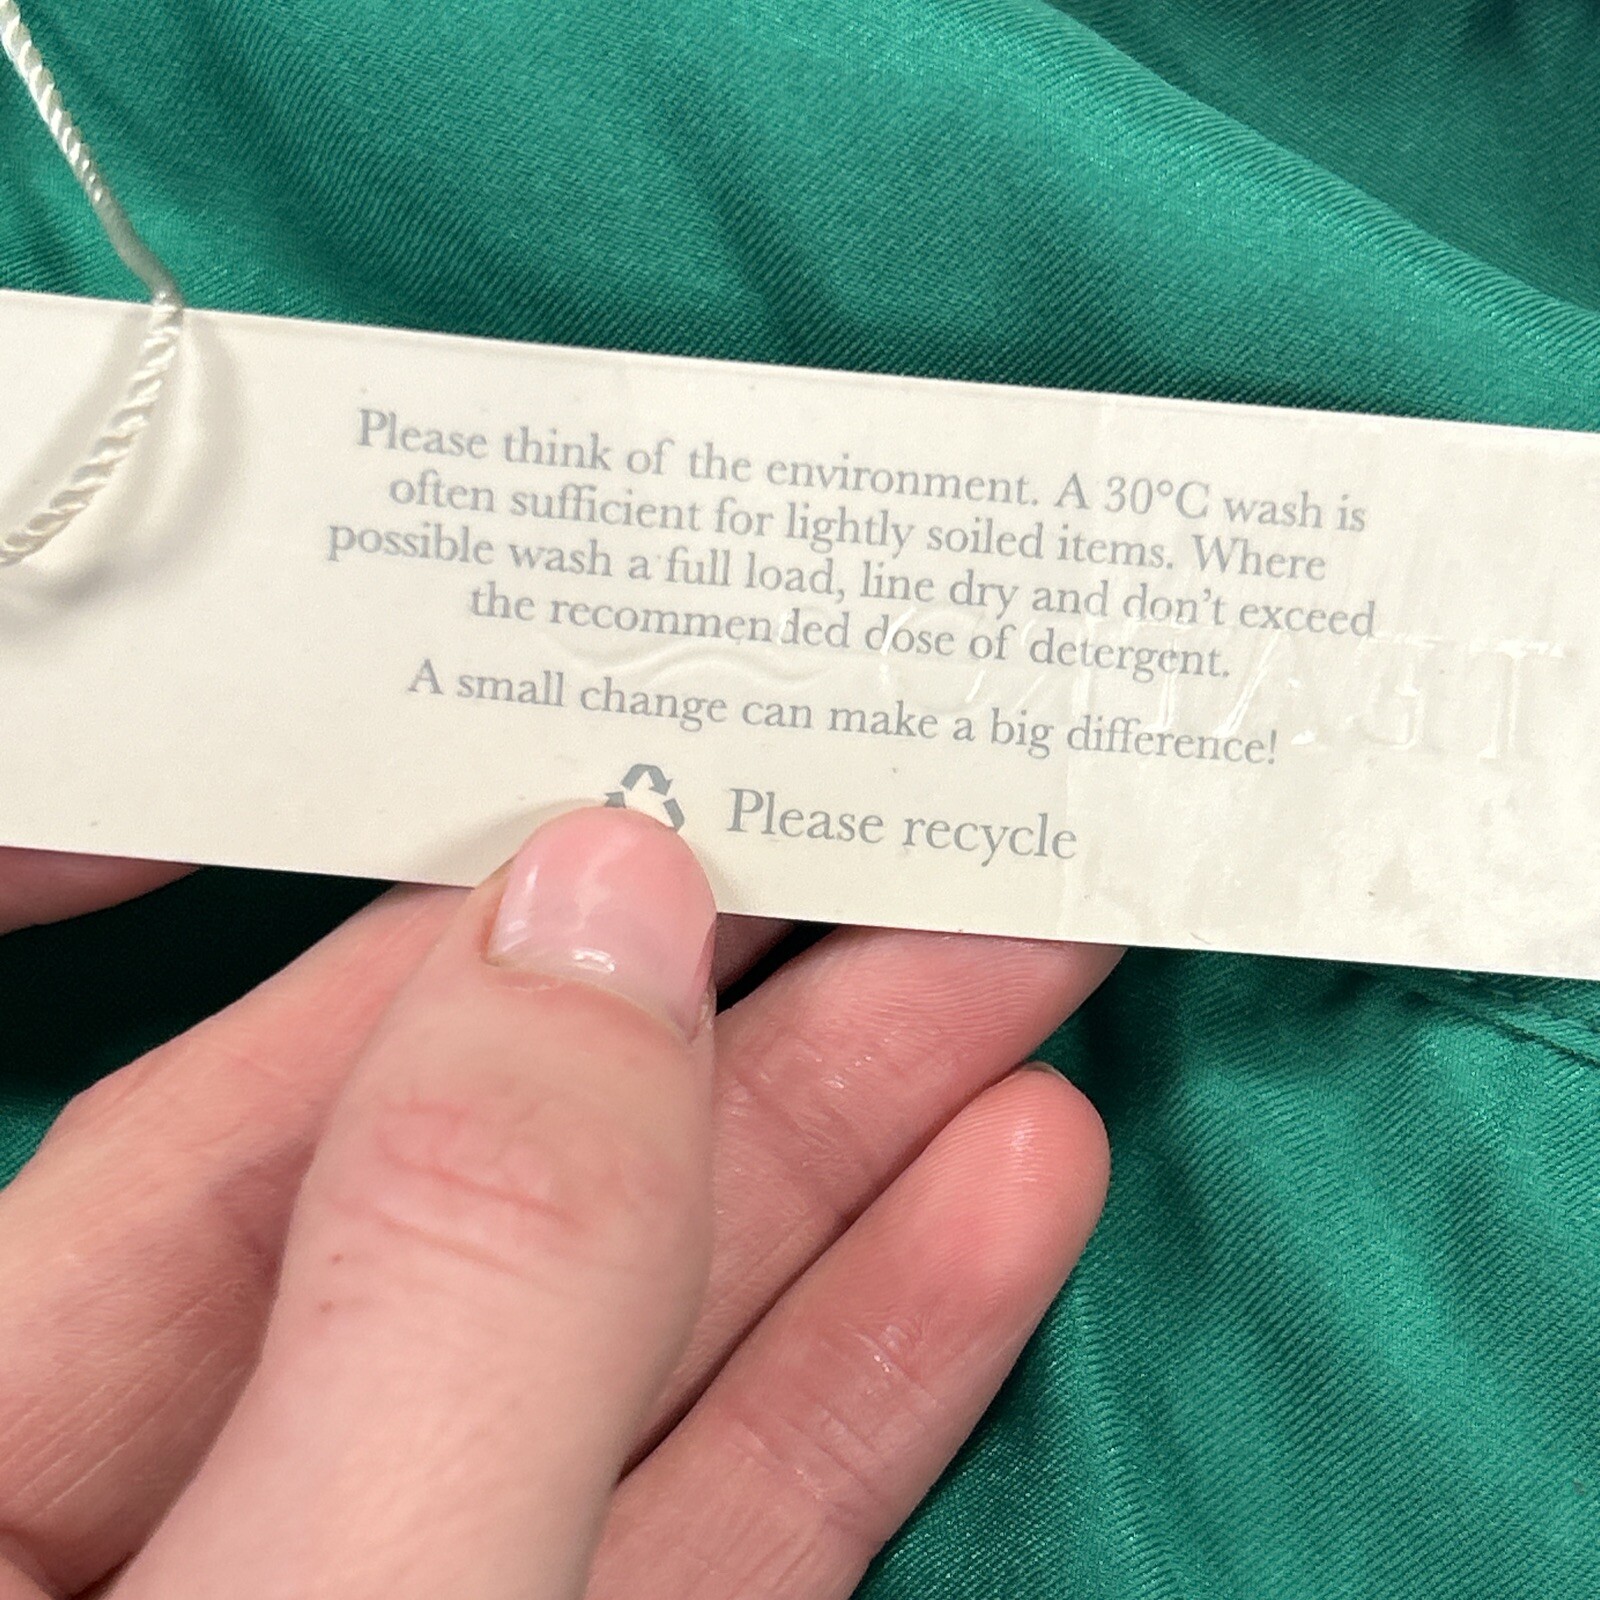 Please think of the environment. A 30°C wash is
often sufficient for lightly soiled items. Where
possible wash a full load, line dry and don't exceed
the recommended dose of detergent.
A small change can make a big difference!
Please recycle